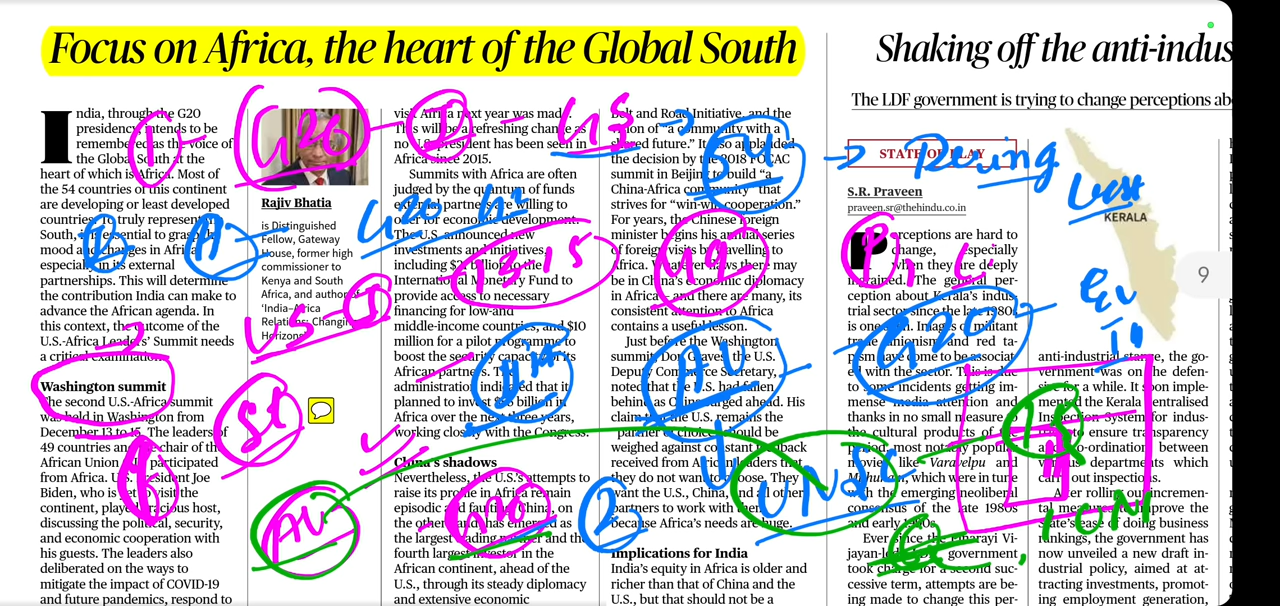 Focus on Africa, the heart of the Global South
India, through the G20
presidency, intends to be
remembered as the voice of
the Global South at the
heart of which is Africa. Most of
the 54 countries of this continent
are developing or least developed
countries. To truly represent
South, it is essential to grasp
mood and changes in Africa
especially in its external
partnerships. This will determine
the contribution India can make to
advance the African agenda. In
this context, the outcome of the
U.S.-Africa Leaders' Summit needs
a critical examination.
Washington summit
The second U.S.-Africa summit
was held in Washington from
December 13 to 15. The leaders of
49 countries and the chair of the
African Union participated
from Africa. U.S. President Joe
Biden, who is yet to visit the
continent, played gracious host,
discussing the political, security,
and economic cooperation with
his guests. The leaders also
deliberated on the ways to
mitigate the impact of COVID-19
and future pandemics, respond to
Rajiv Bhatia
is Distinguished
Fellow, Gateway
House, former high
commissioner to
Kenya and South
Africa, and author of
'India-Africa
Relations: Changing
Horizons'
visit Africa next year was made.
This will be a refreshing change as
no U.S. president has been seen in
Africa since 2015.
Summits with Africa are often
judged by the quantum of funds
external partners are willing to
offer for economic development.
The U.S. announced new
investments and initiatives,
including $21 billion to the
International Monetary Fund to
provide access to necessary
financing for low-and
middle-income countries, and $10
million for a pilot programme to
boost the security capacity of its
African partners. The
administration indicated that it
planned to invest $55 billion in
Africa over the next three years,
working closely with the Congress.
China's shadows
Nevertheless, the U.S.'s attempts to
raise its profile in Africa remain
episodic and faulting. China, on
the other hand has emerged as
the largest trading partner and the
fourth largest investor in the
African continent, ahead of the
U.S., through its steady diplomacy
and extensive economic
Belt and Road Initiative, and the
vision of "a community with a
shared future." It also applauded
the decision by the 2018 FOCAC
summit in Beijing to build "a
China-Africa community" that
strives for "win-win cooperation."
For years, the Chinese foreign
minister begins his annual series
of foreign visits by travelling to
Africa. Whatever flaws there may
be in China's economic diplomacy
in Africa – and there are many, its
consistent attention to Africa
contains a useful lesson.
Just before the Washington
summit, Don Graves, the U.S.
Deputy Commerce Secretary,
noted that the U.S. had fallen
behind as China surged ahead. His
claim that the U.S. remains the
"partner of choice" should be
weighed against constant feedback
received from African leaders that
they do not want to choose. They
want the U.S., China, and all other
partners to work with them
because Africa's needs are huge.
Implications for India
India's equity in Africa is older and
richer than that of China and the
U.S., but that should not be a
Shaking off the anti-indus
The LDF government is trying to change perceptions ab
STATE OF PLAY
S.R. Praveen
praveen.sr@thehindu.co.in
Perceptions are hard to
change, especially
when they are deeply
ingrained. The general per-
ception about Kerala's indus-
trial sector since the late 1980s
is one of images of militant
trade unionism and red ta-
pism have come to be associat-
ed with the sector. This is due
to some incidents getting im-
mense media attention and
thanks in no small measure to
the cultural products of the
period, most notably popular
movies like Varavelpu and
Mithunam, which were in tune
with the emerging neoliberal
consensus of the late 1980s
and early 1990s.
Ever since the Pinarayi Vi-
jayan-led government
took charge for a second suc-
cessive term, attempts are be-
ing made to change this per-
KERALA
anti-industrial stance, the go-
vernment was on the defen-
sive for a while. It soon imple-
mented the Kerala Centralised
Inspection System for indus-
tries to ensure transparency
and co-ordination between
various departments which
carry out inspections.
After rolling out incremen-
tal measures to improve the
state's ease of doing business
rankings, the government has
now unveiled a new draft in-
dustrial policy, aimed at at-
tracting investments, promot-
ing employment generation,
9
G20
US
13-15
49
G20
AU
UNSC